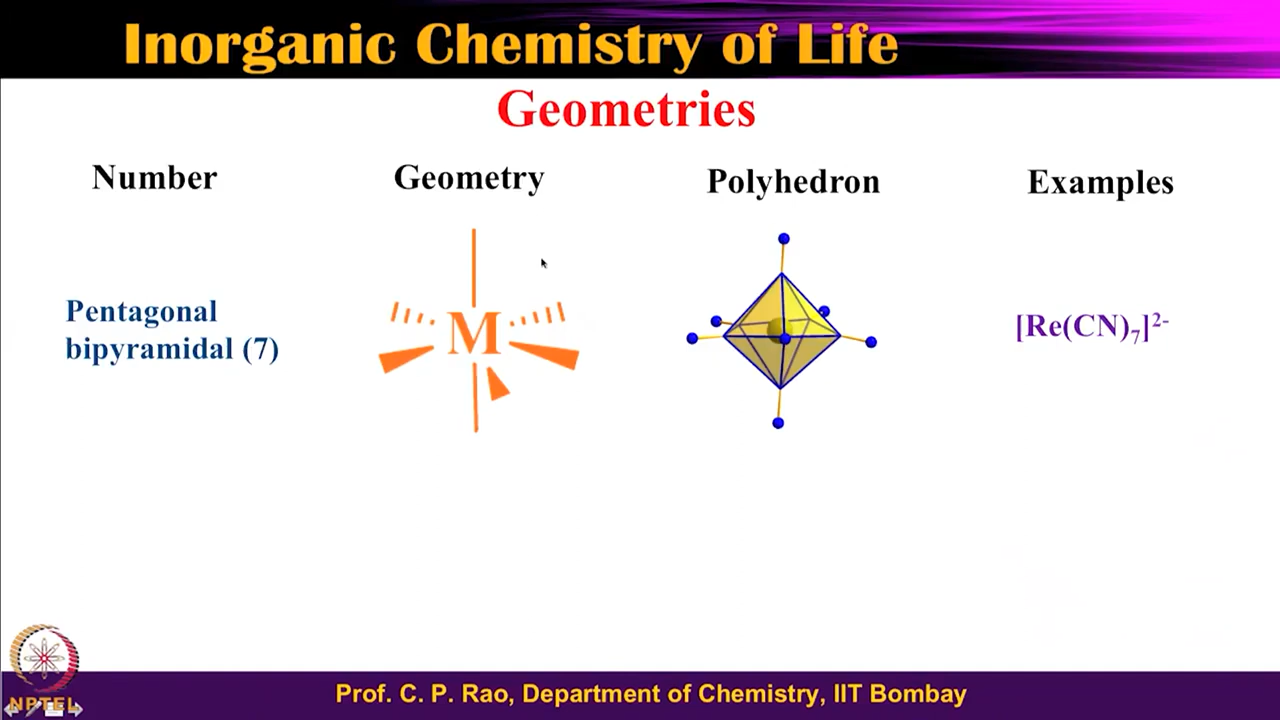 Inorganic Chemistry of Life
Geometries
Number Geometry Polyhedron Examples
Pentagonal
bipyramidal (7)
M
[Re(CN)₇]²⁻
NPTEL
Prof. C. P. Rao, Department of Chemistry, IIT Bombay